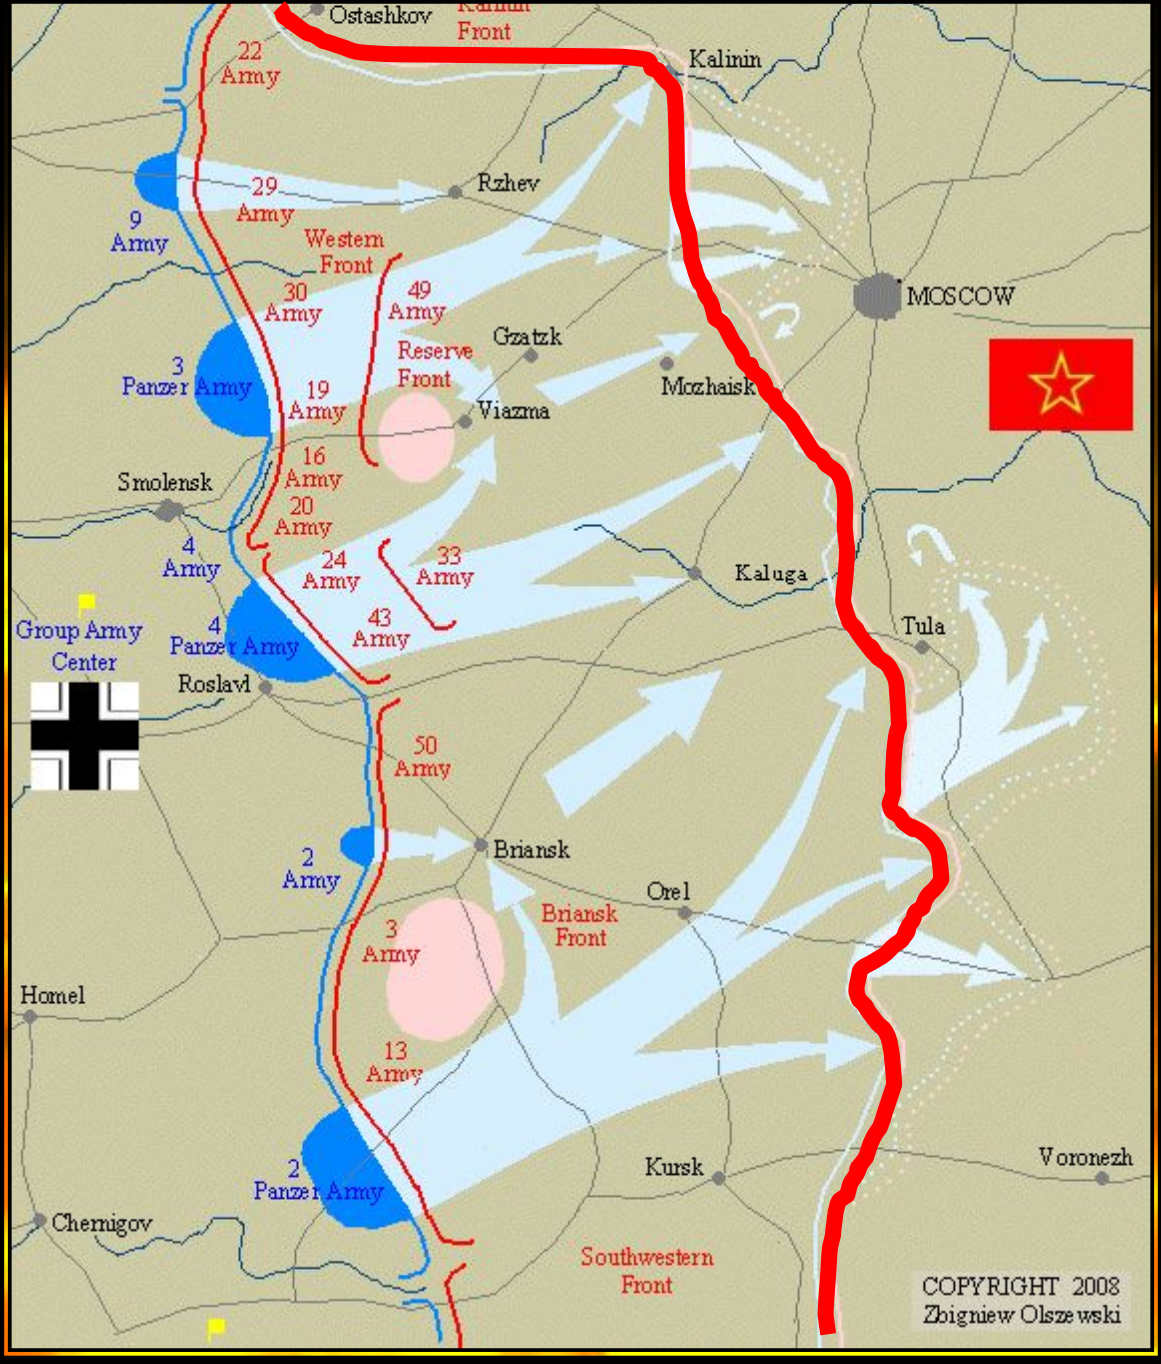 Ostashkov
Kalinin
Front
22
Army
Kalinin
Rzhev
29
Army
9
Army
Western
Front
30
Army
49
Army
MOSCOW
Gzatzk
Reserve
Front
3
Panzer Army
Mozhaisk
19
Army
Viazma
16
Army
Smolensk
20
Army
4
Army
24
Army
33
Army
Kaluga
Group Army
Center
4
Panzer Army
43
Army
Tula
Roslavl
50
Army
2
Army
Briansk
Orel
3
Army
Briansk
Front
Homel
13
Army
2
Panzer Army
Kursk
Voronezh
Chernigov
Southwestern
Front
COPYRIGHT 2008
Zbigniew Olszewski